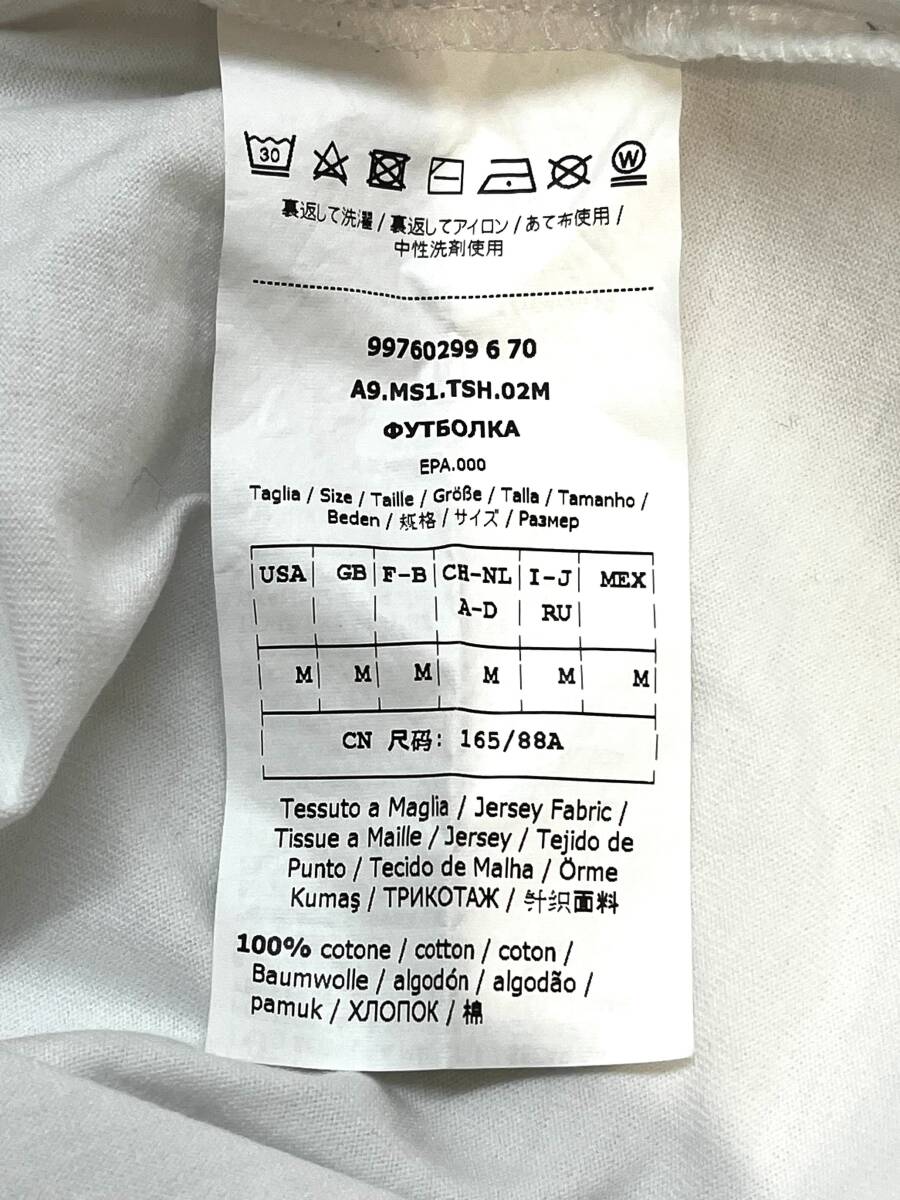 30 W
裏返して洗濯 / 裏返してアイロン / あて布使用 /
中性洗剤使用
99760299 6 70
A9.MS1.TSH.02M
ФУТБОЛКА
EPA.000
Taglia / Size / Taille / Größe / Talla / Tamanho /
Beden / 规格 / サイズ / Размер
USA GB F-B CH-NL I-J MEX
A-D RU
M M M M M M
CN 尺码: 165/88A
Tessuto a Maglia / Jersey Fabric /
Tissue a Maille / Jersey / Tejido de
Punto / Tecido de Malha / Örme
Kumaş / ТРИКОТАЖ / 针织面料
100% cotone / cotton / coton /
Baumwolle / algodón / algodão /
pamuk / ХЛОПОК / 棉